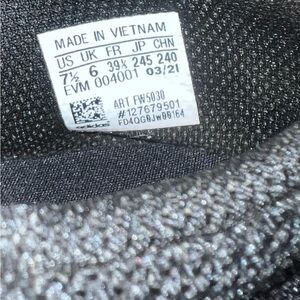 MADE IN VIETNAM
US UK FR JP CHN
7½ 6 39⅓ 245 240
EVM 004001 03/21
ART FW5030
#127679501
adidas